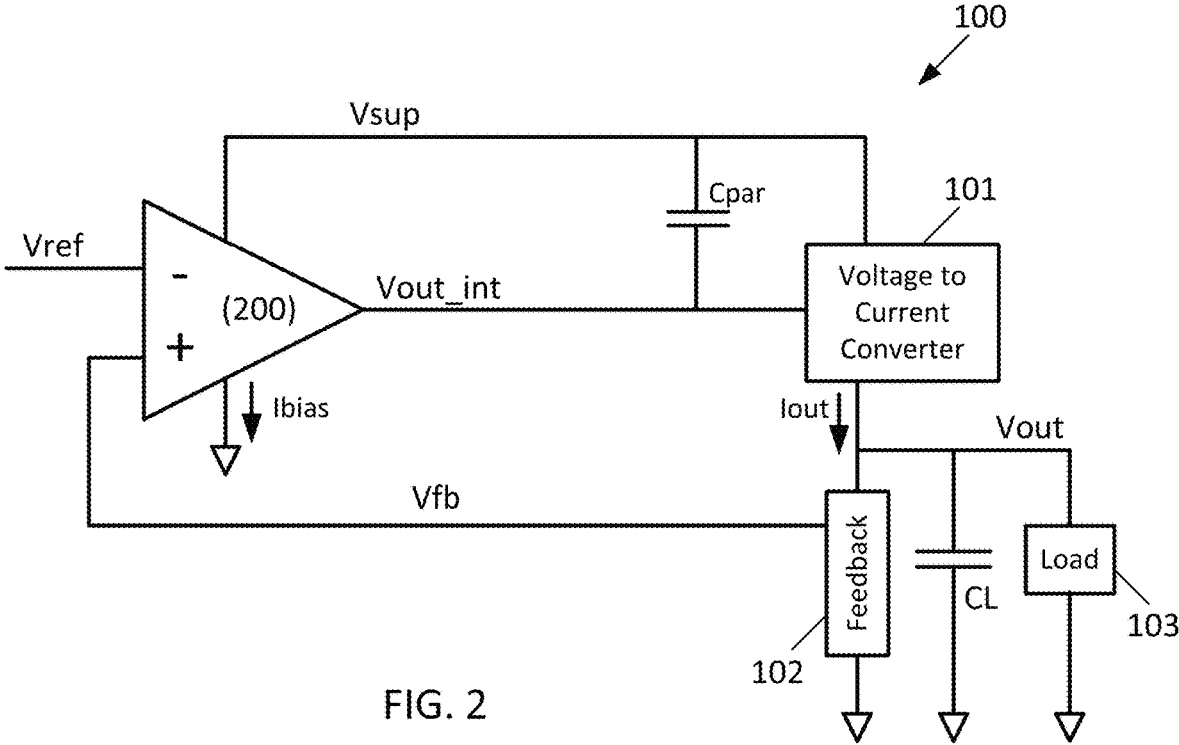 100
Vsup
Cpar
101
Vref
-
(200)
+
Vout_int
Voltage to
Current
Converter
Ibias
Iout
Vout
Vfb
Feedback
CL
Load
102
103
FIG. 2